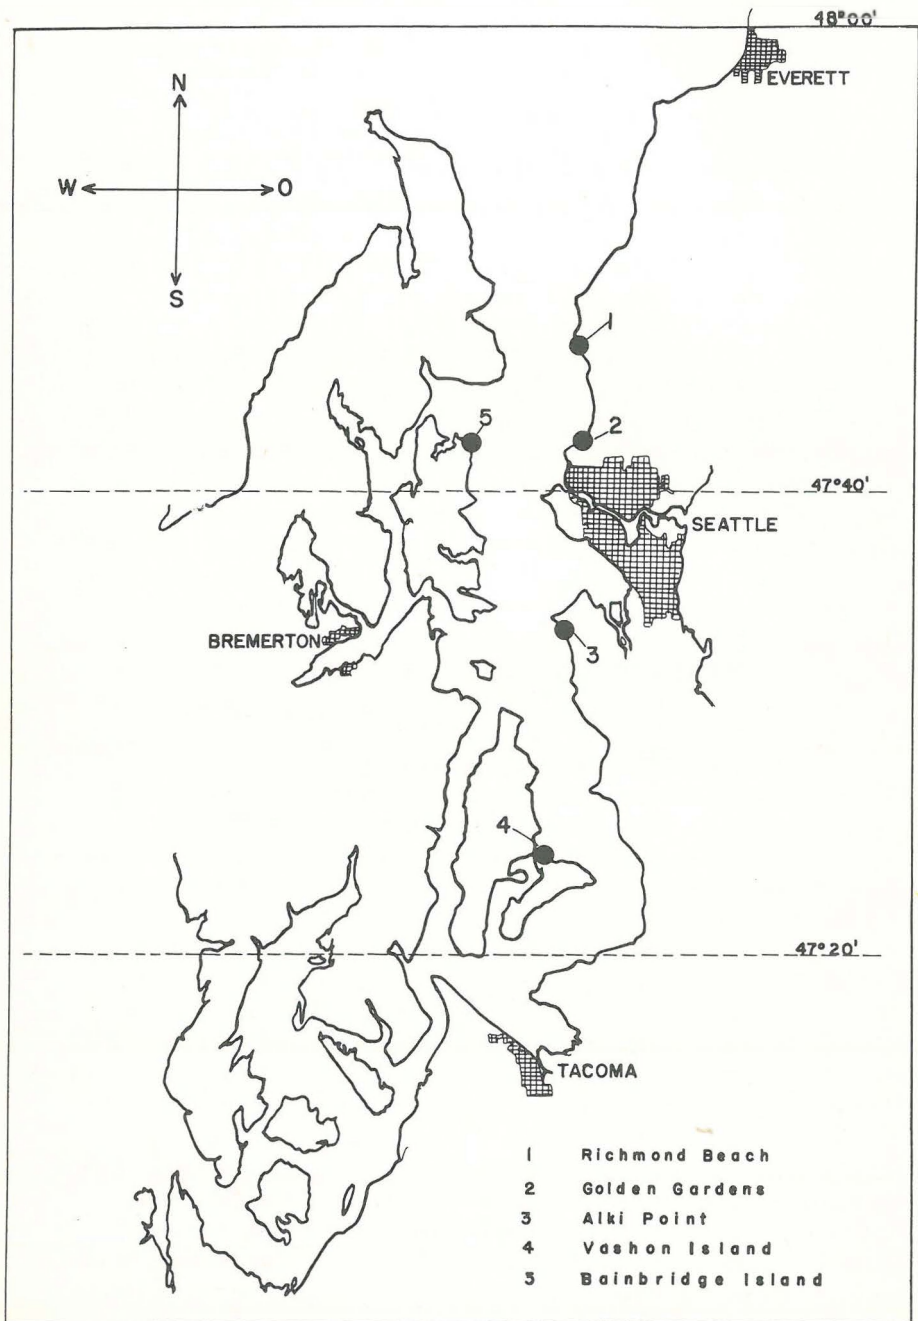 48°00'
EVERETT
N
W O
S
1
5
2
47°40'
SEATTLE
BREMERTON
3
4
47°20'
TACOMA
1 Richmond Beach
2 Golden Gardens
3 Alki Point
4 Vashon Island
5 Bainbridge Island